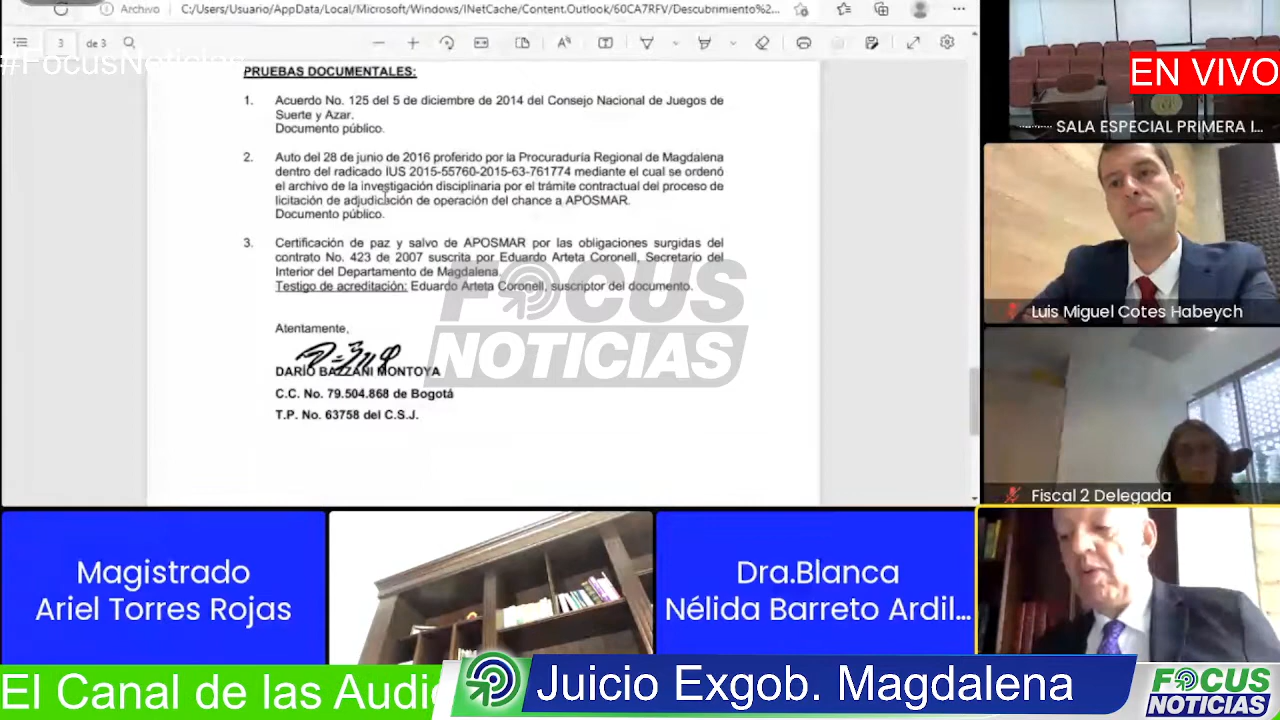 Archivo
C:/Users/Usuario/AppData/Local/Microsoft/Windows/INetCache/Content.Outlook/60CA7RFV/Descubrimiento%2...
3 de 3
#FocusNoticias
PRUEBAS DOCUMENTALES:
1. Acuerdo No. 125 del 5 de diciembre de 2014 del Consejo Nacional de Juegos de
Suerte y Azar.
Documento público.
2. Auto del 28 de junio de 2016 proferido por la Procuraduría Regional de Magdalena
dentro del radicado IUS 2015-55760-2015-63-761774 mediante el cual se ordenó
el archivo de la investigación disciplinaria por el trámite contractual del proceso de
licitación de adjudicación de operación del chance a APOSMAR.
Documento público.
3. Certificación de paz y salvo de APOSMAR por las obligaciones surgidas del
contrato No. 423 de 2007 suscrita por Eduardo Arteta Coronell, Secretario del
Interior del Departamento de Magdalena.
Testigo de acreditación: Eduardo Arteta Coronell, suscriptor del documento.
Atentamente,
DARÍO BAZZANI MONTOYA
C.C. No. 79.504.868 de Bogotá
T.P. No. 63758 del C.S.J.
FOCUS
NOTICIAS
EN VIVO
SALA ESPECIAL PRIMERA I...
Luis Miguel Cotes Habeych
Fiscal 2 Delegada
Magistrado
Ariel Torres Rojas
Dra.Blanca
Nélida Barreto Ardil...
El Canal de las Audie
Juicio Exgob. Magdalena
FOCUS
NOTICIAS